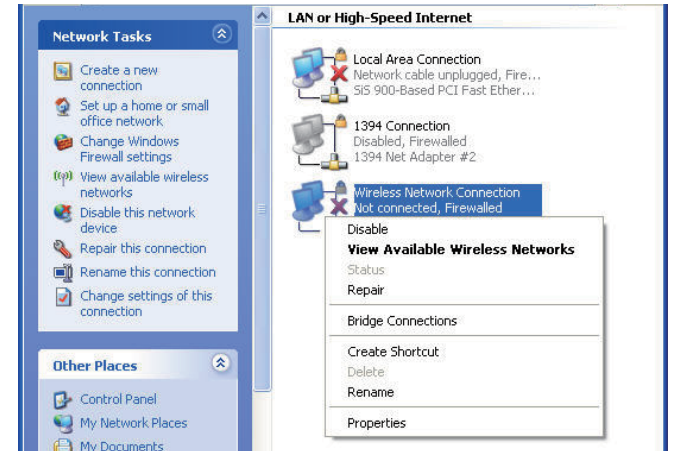 Network Tasks
Create a new
connection
Set up a home or small
office network
Change Windows
Firewall settings
View available wireless
networks
Disable this network
device
Repair this connection
Rename this connection
Change settings of this
connection
Other Places
Control Panel
My Network Places
My Documents
LAN or High-Speed Internet
Local Area Connection
Network cable unplugged, Fire...
SiS 900-Based PCI Fast Ether...
1394 Connection
Disabled, Firewalled
1394 Net Adapter #2
Wireless Network Connection
Not connected, Firewalled
Disable
View Available Wireless Networks
Status
Repair
Bridge Connections
Create Shortcut
Delete
Rename
Properties